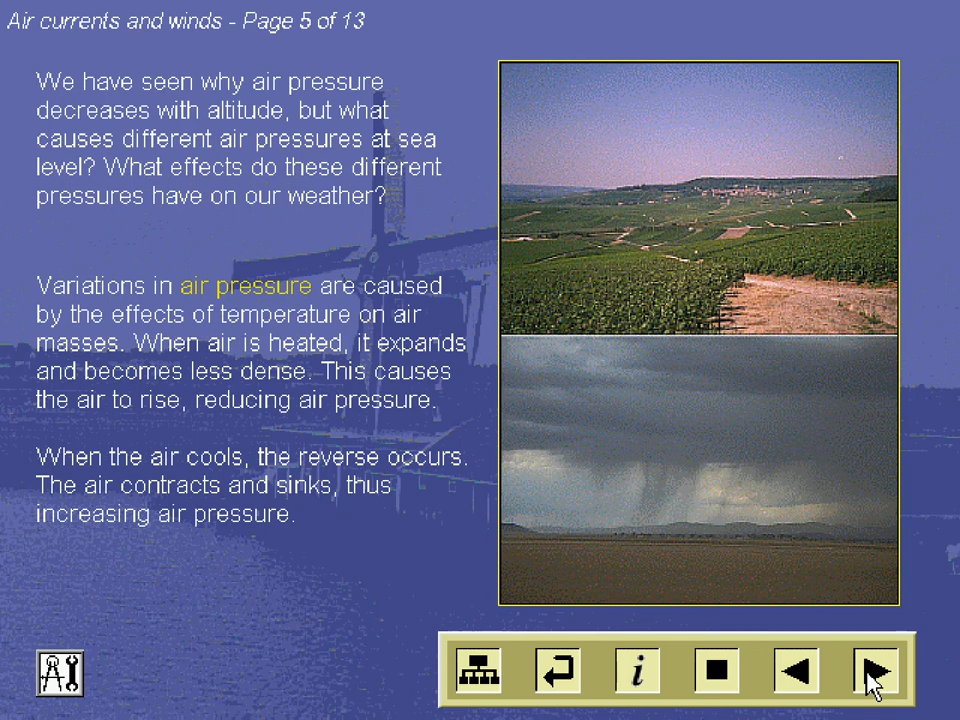 Air currents and winds - Page 5 of 13
We have seen why air pressure
decreases with altitude, but what
causes different air pressures at sea
level? What effects do these different
pressures have on our weather?
Variations in air pressure are caused
by the effects of temperature on air
masses. When air is heated, it expands
and becomes less dense. This causes
the air to rise, reducing air pressure.
When the air cools, the reverse occurs.
The air contracts and sinks, thus
increasing air pressure.
i